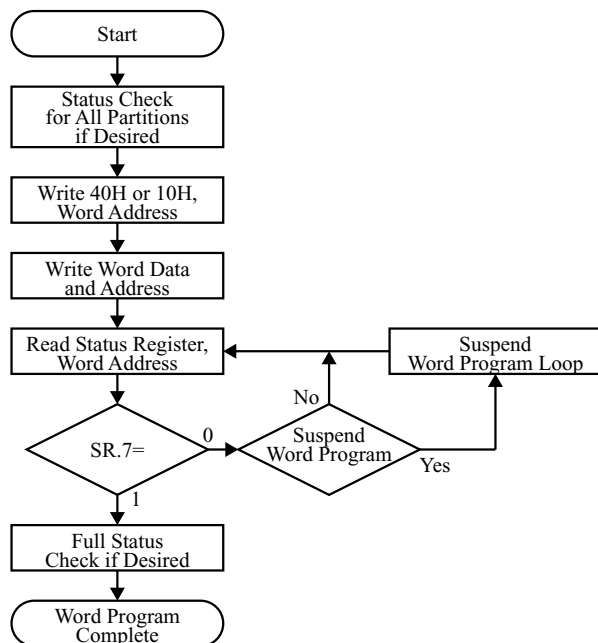 Start
Status Check
for All Partitions
if Desired
Write 40H or 10H,
Word Address
Write Word Data
and Address
Read Status Register,
Word Address
Suspend
Word Program Loop
No
SR.7=
0
Suspend
Word Program
Yes
1
Full Status
Check if Desired
Word Program
Complete